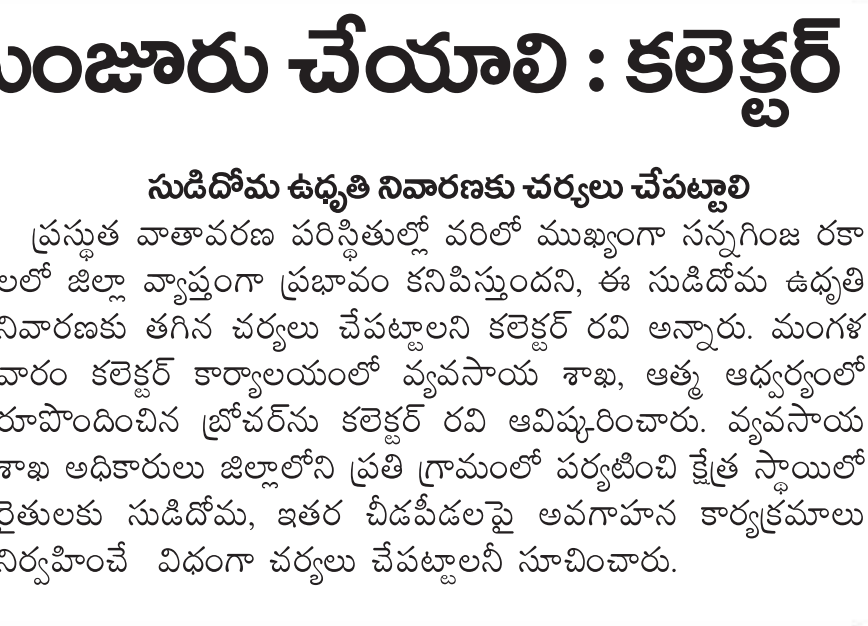 మంజూరు చేయాలి : కలెక్టర్
సుడిదోమ ఉధృతి నివారణకు చర్యలు చేపట్టాలి
ప్రస్తుత వాతావరణ పరిస్థితుల్లో వరిలో ముఖ్యంగా సన్నగింజ రకా
లలో జిల్లా వ్యాప్తంగా ప్రభావం కనిపిస్తుందని, ఈ సుడిదోమ ఉధృతి
నివారణకు తగిన చర్యలు చేపట్టాలని కలెక్టర్ రవి అన్నారు. మంగళ
వారం కలెక్టర్ కార్యాలయంలో వ్యవసాయ శాఖ, ఆత్మ ఆధ్వర్యంలో
రూపొందించిన బ్రోచర్‌ను కలెక్టర్ రవి ఆవిష్కరించారు. వ్యవసాయ
శాఖ అధికారులు జిల్లాలోని ప్రతి గ్రామంలో పర్యటించి క్షేత్ర స్థాయిలో
రైతులకు సుడిదోమ, ఇతర చీడపీడలపై అవగాహన కార్యక్రమాలు
నిర్వహించే విధంగా చర్యలు చేపట్టాలనీ సూచించారు.